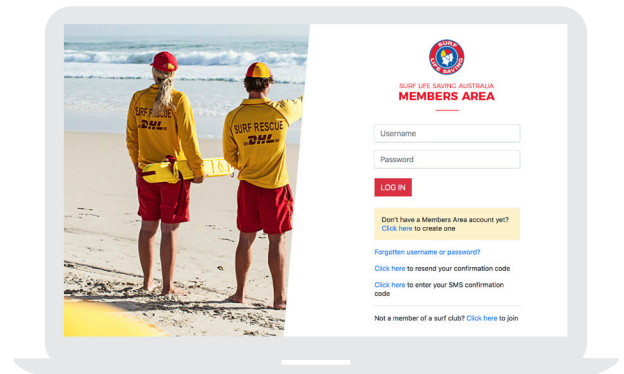 SURF
LIFE SAVING
SURF LIFE SAVING AUSTRALIA
MEMBERS AREA
Username
Password
LOG IN
Don't have a Members Area account yet?
Click here to create one
Forgotten username or password?
Click here to resend your confirmation code
Click here to enter your SMS confirmation
code
Not a member of a surf club? Click here to join
SURF RESCUE
DHL
SURF RESCUE
DHL